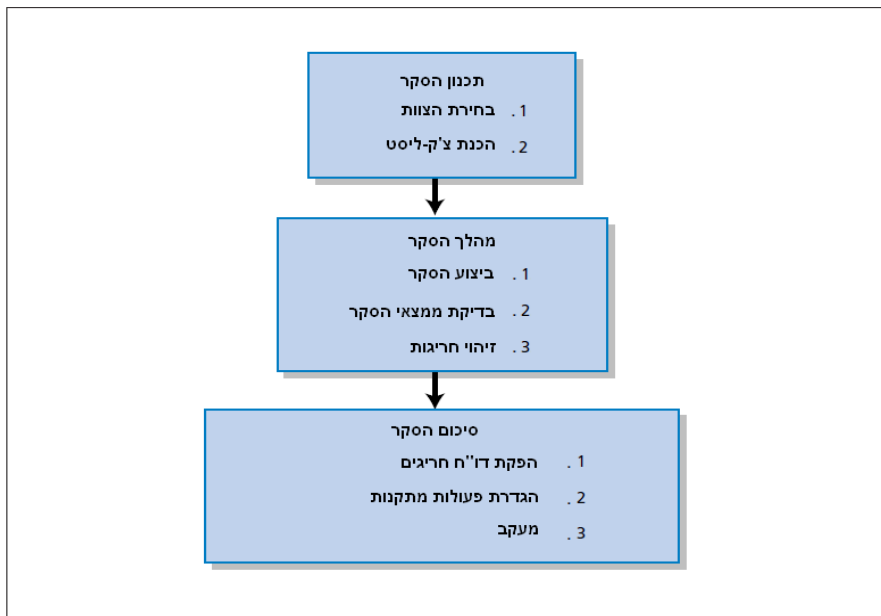 תכנון הסקר
1. בחירת הצוות
2. הכנת צ'ק-ליסט
מהלך הסקר
1. ביצוע הסקר
2. בדיקת ממצאי הסקר
3. זיהוי חריגות
סיכום הסקר
1. הפקת דו''ח חריגים
2. הגדרת פעולות מתקנות
3. מעקב